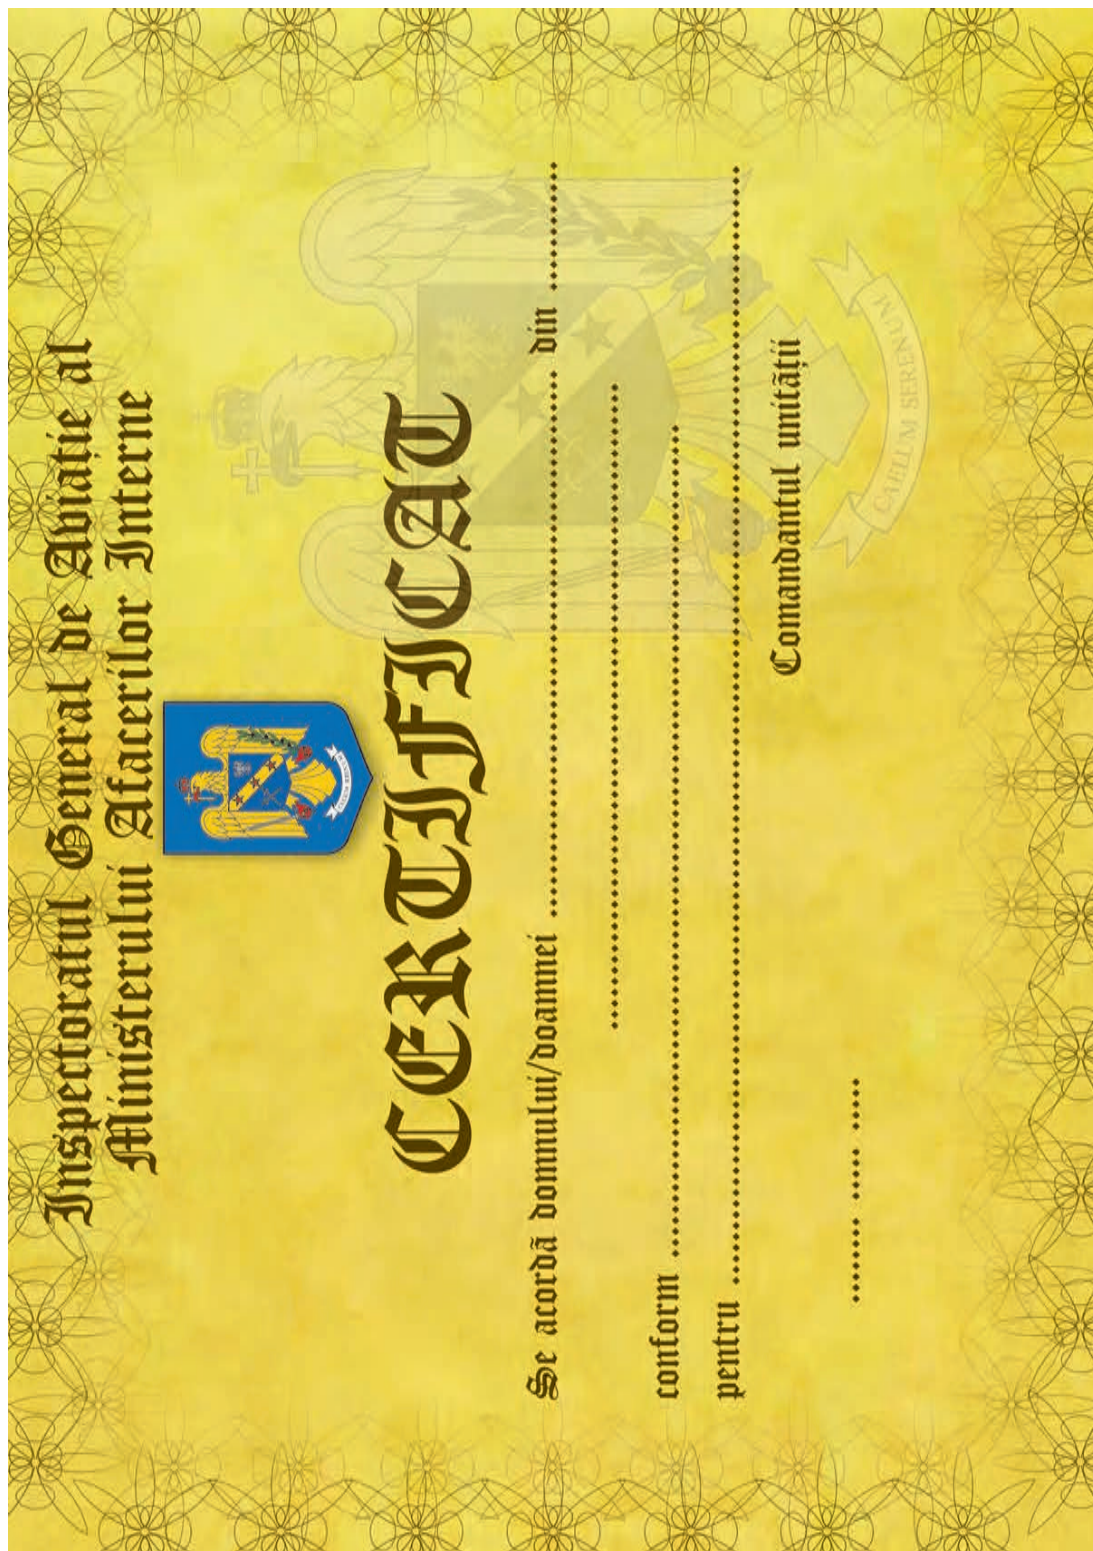 Inspectoratul General de Aviație al
Ministerului Afacerilor Interne
CERTIFICAT
Se acordă domnului/doamnei ........................................ din ..........
................................................
conform ..............................................................
pentru ....................................................................................
Comandantul unității
....... ..... .....
CAELUM SERENUM